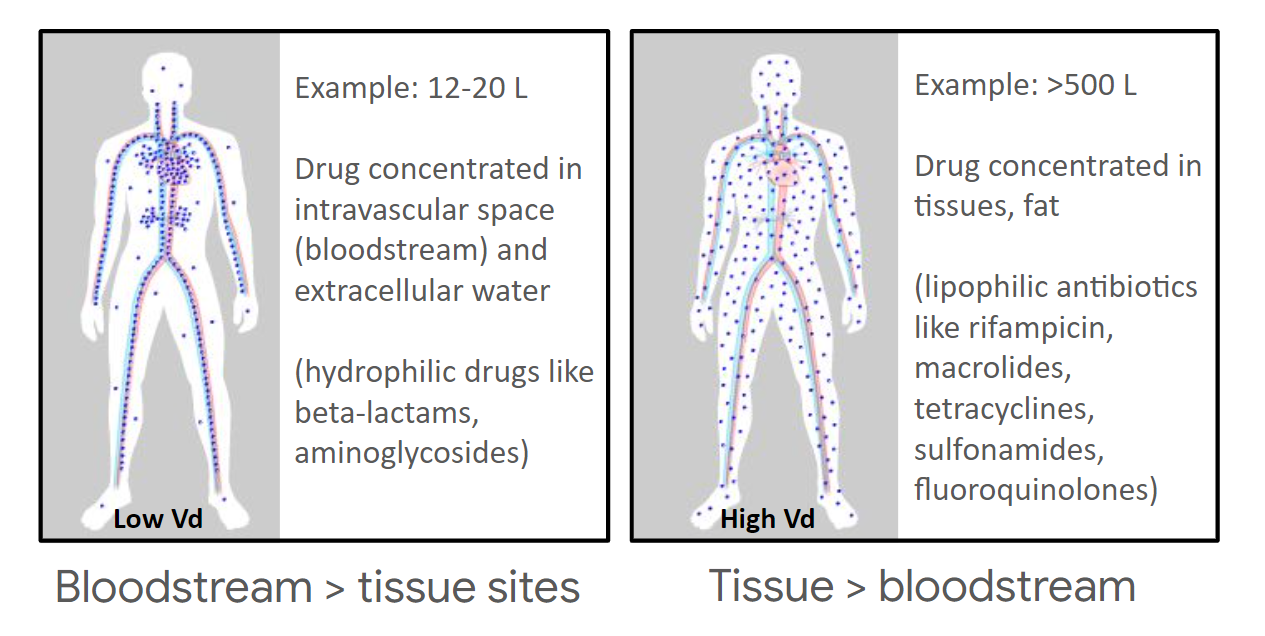 Example: 12-20 L
Drug concentrated in
intravascular space
(bloodstream) and
extracellular water
(hydrophilic drugs like
beta-lactams,
aminoglycosides)
Low Vd
Bloodstream > tissue sites
Example: >500 L
Drug concentrated in
tissues, fat
(lipophilic antibiotics
like rifampicin,
macrolides,
tetracyclines,
sulfonamides,
fluoroquinolones)
High Vd
Tissue > bloodstream